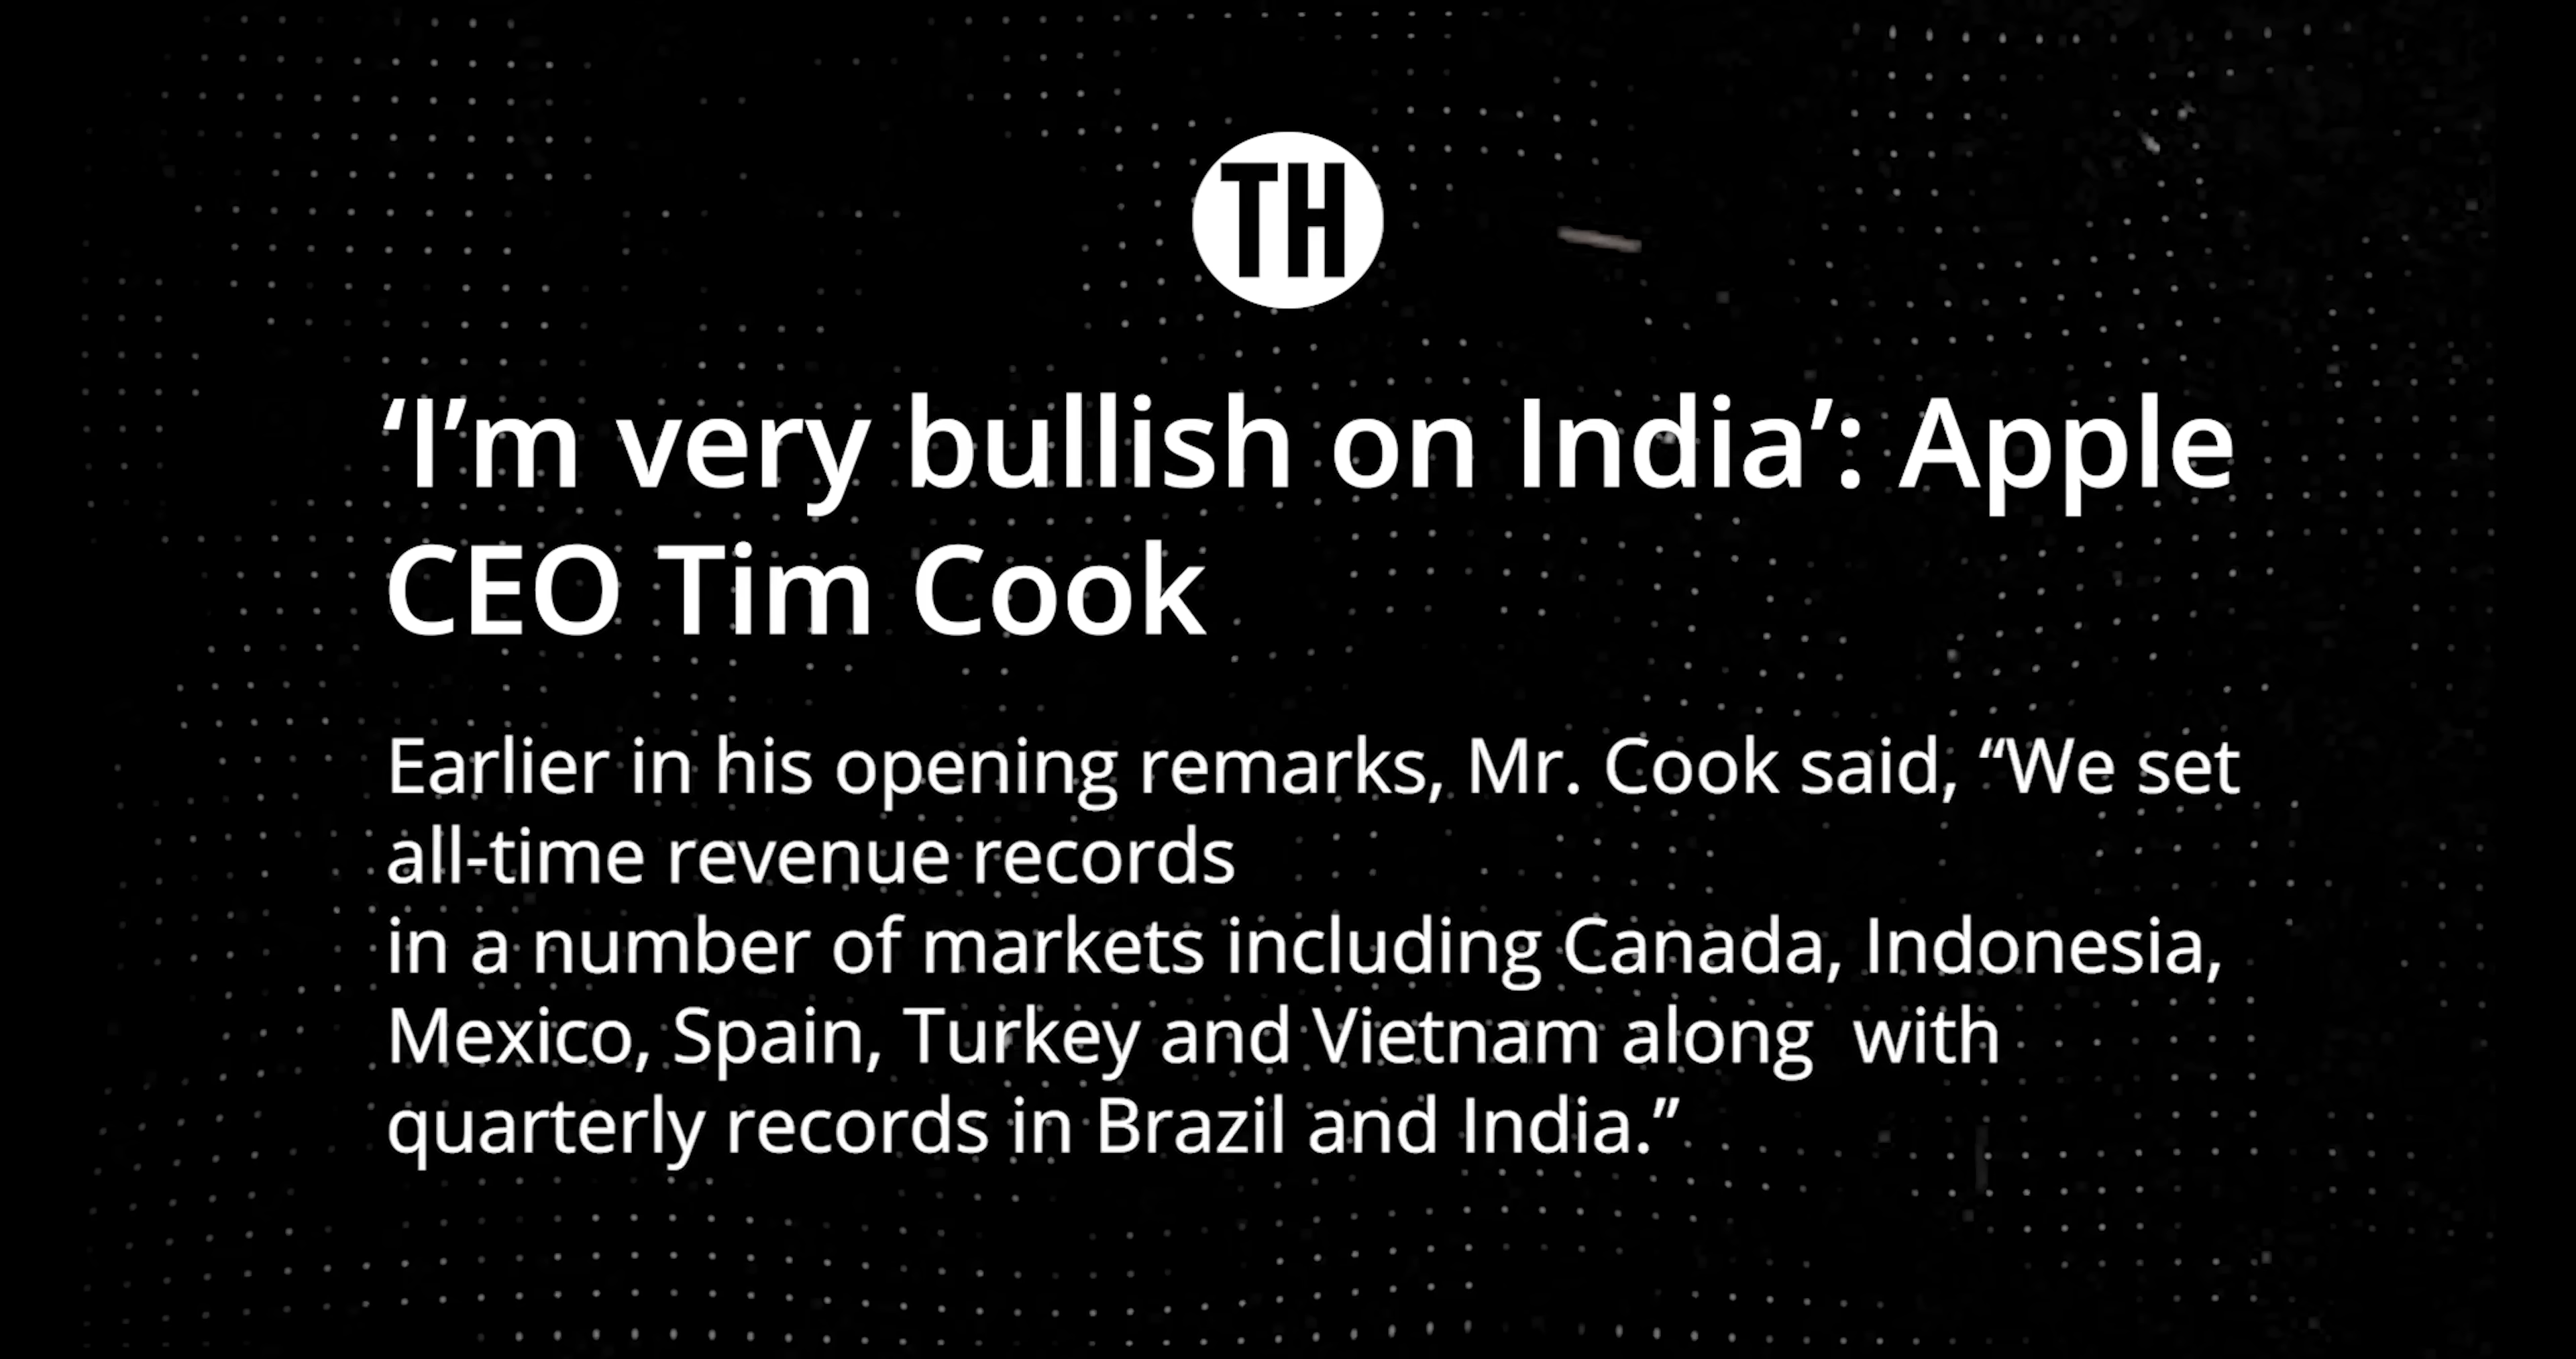 TH
‘I’m very bullish on India’: Apple
CEO Tim Cook
Earlier in his opening remarks, Mr. Cook said, “We set
all-time revenue records
in a number of markets including Canada, Indonesia,
Mexico, Spain, Turkey and Vietnam along  with
quarterly records in Brazil and India.”